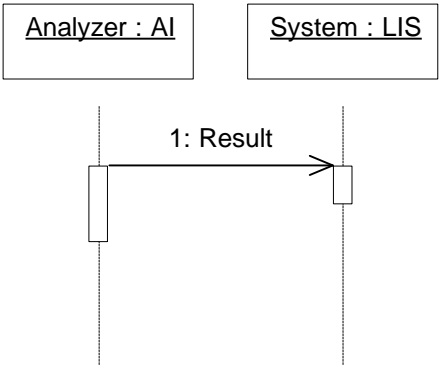 Analyzer : AI
System : LIS
1: Result